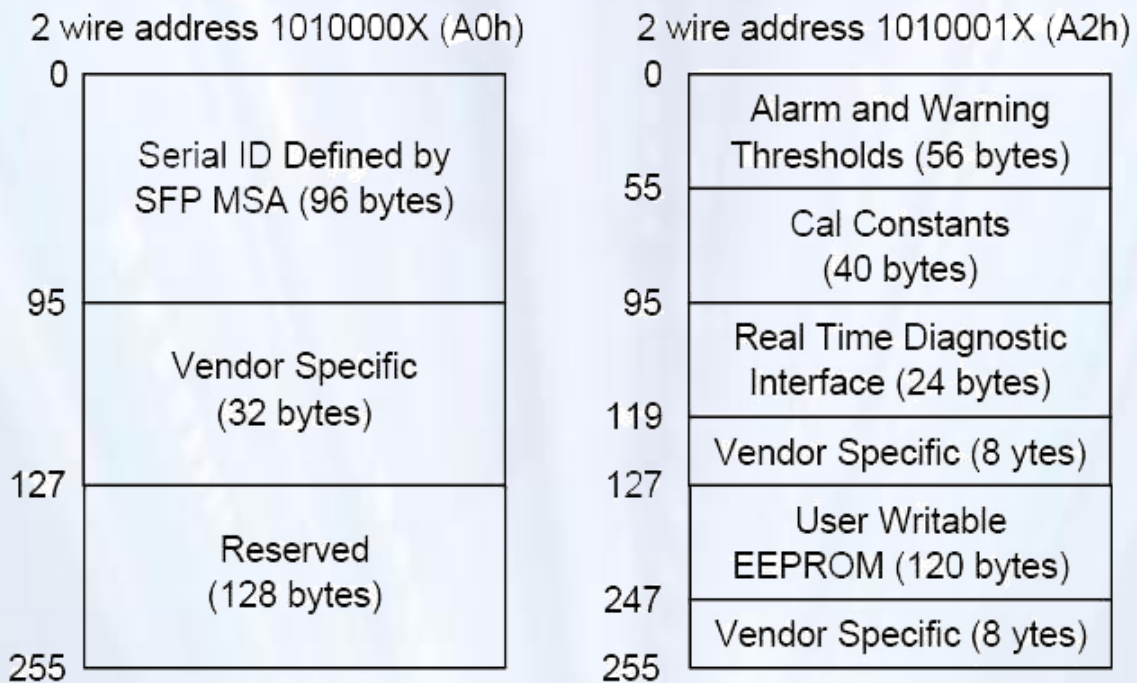 2 wire address 1010000X (A0h)
0
Serial ID Defined by
SFP MSA (96 bytes)
95
Vendor Specific
(32 bytes)
127
Reserved
(128 bytes)
255
2 wire address 1010001X (A2h)
0
Alarm and Warning
Thresholds (56 bytes)
55
Cal Constants
(40 bytes)
95
Real Time Diagnostic
Interface (24 bytes)
119
Vendor Specific (8 ytes)
127
User Writable
EEPROM (120 bytes)
247
Vendor Specific (8 ytes)
255